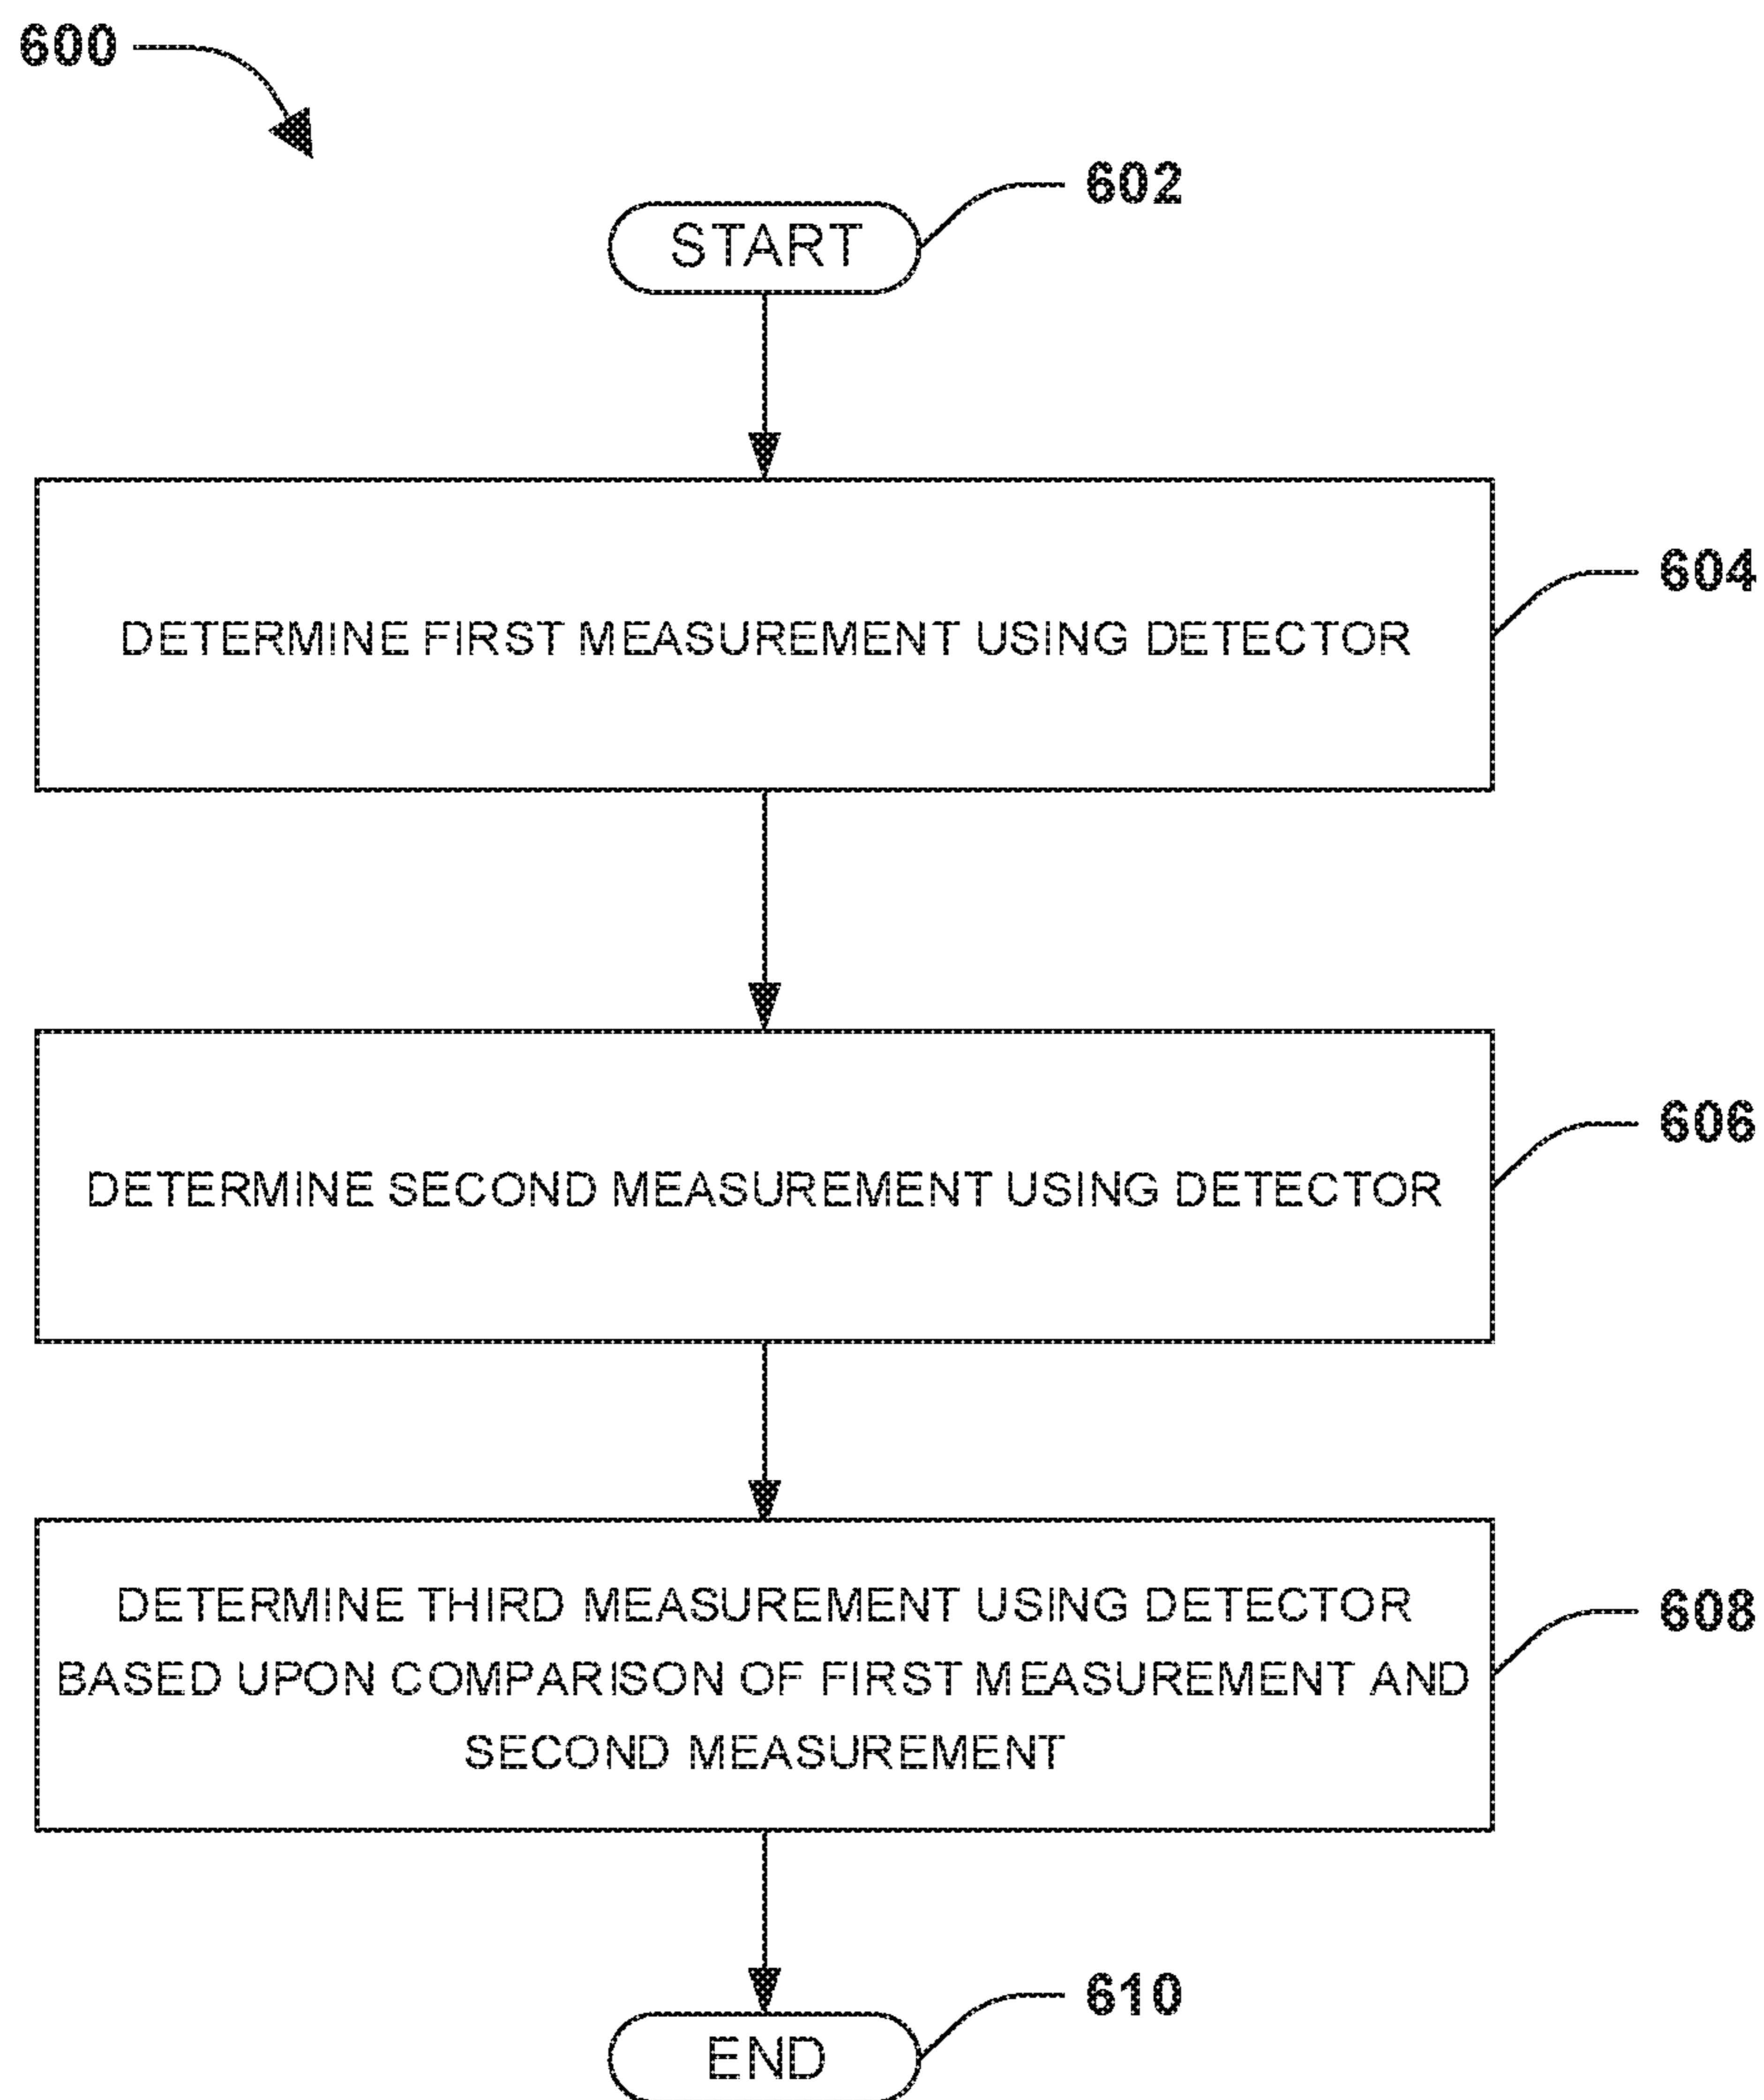 600
602
START
604
DETERMINE FIRST MEASUREMENT USING DETECTOR
606
DETERMINE SECOND MEASUREMENT USING DETECTOR
DETERMINE THIRD MEASUREMENT USING DETECTOR
608
BASED UPON COMPARISON OF FIRST MEASUREMENT AND
SECOND MEASUREMENT
610
END